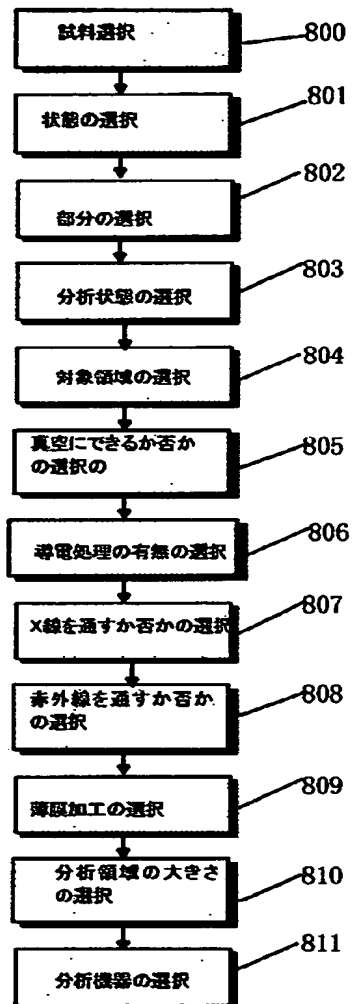 試料選択
800
状態の選択
801
部分の選択
802
分析状態の選択
803
対象領域の選択
804
真空にできるか否か
の選択の
805
導電処理の有無の選択
806
X線を通すか否かの選択
807
赤外線を通すか否か
の選択
808
薄膜加工の選択
809
分析領域の大きさ
の選択
810
分析機器の選択
811